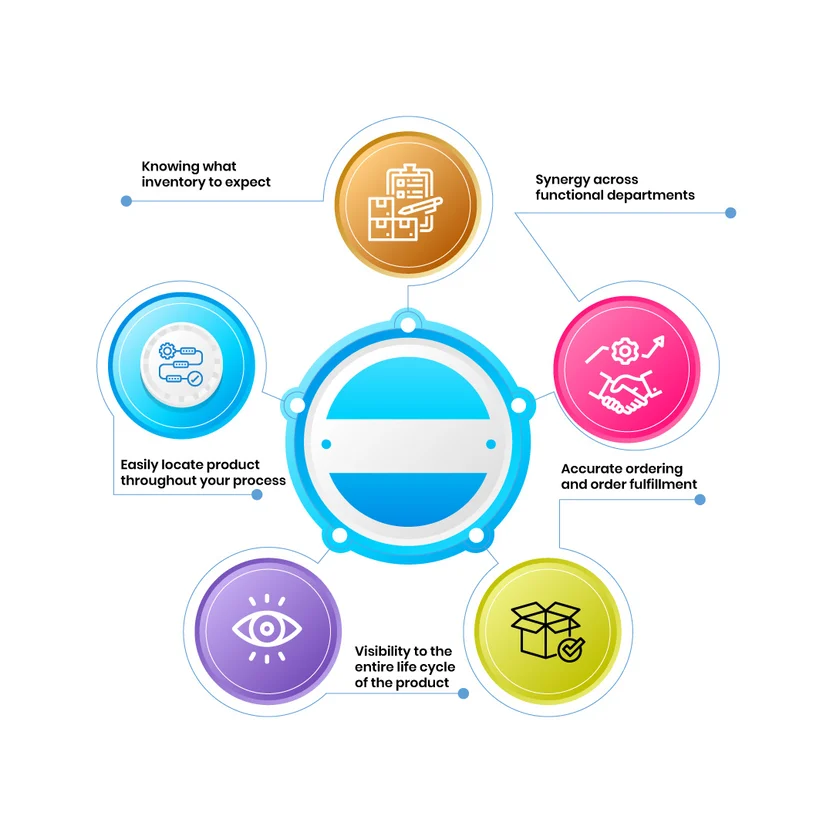 Knowing what
inventory to expect
Synergy across
functional departments
Easily locate product
throughout your process
Accurate ordering
and order fulfillment
Visibility to the
entire life cycle
of the product